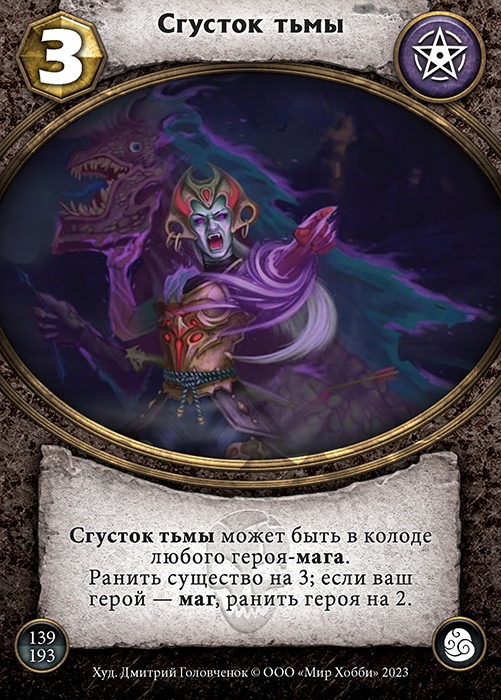 3
Сгусток тьмы
Сгусток тьмы может быть в колоде
любого героя-мага.
Ранить существо на 3; если ваш
герой — маг, ранить героя на 2.
139
193
Худ. Дмитрий Головченок © ООО «Мир Хобби» 2023